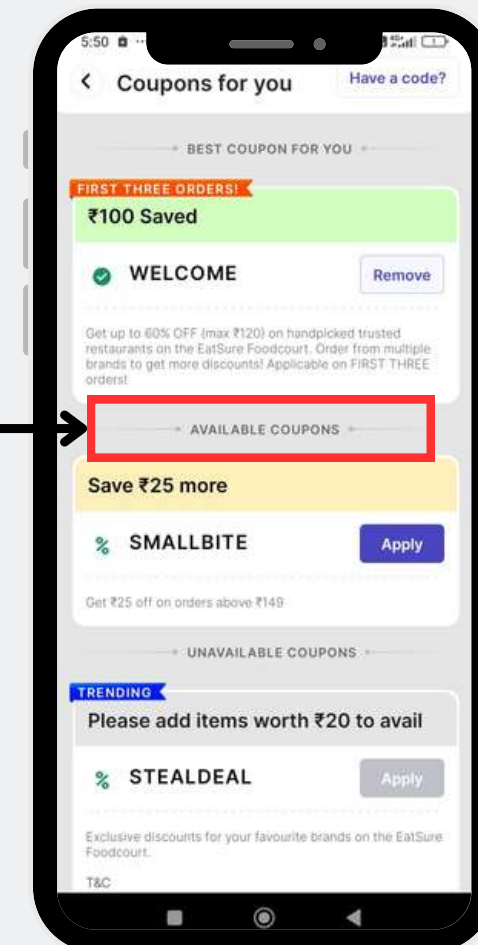 5:50
Coupons for you
Have a code?
BEST COUPON FOR YOU
FIRST THREE ORDERS!
₹100 Saved
WELCOME
Remove
Get up to 60% OFF (max ₹120) on handpicked trusted
restaurants on the EatSure Foodcourt. Order from multiple
brands to get more discounts! Applicable on FIRST THREE
orders!
AVAILABLE COUPONS
Save ₹25 more
% SMALLBITE
Apply
Get ₹25 off on orders above ₹149
UNAVAILABLE COUPONS
TRENDING
Please add items worth ₹20 to avail
% STEALDEAL
Apply
Exclusive discounts for your favourite brands on the EatSure
Foodcourt.
T&C